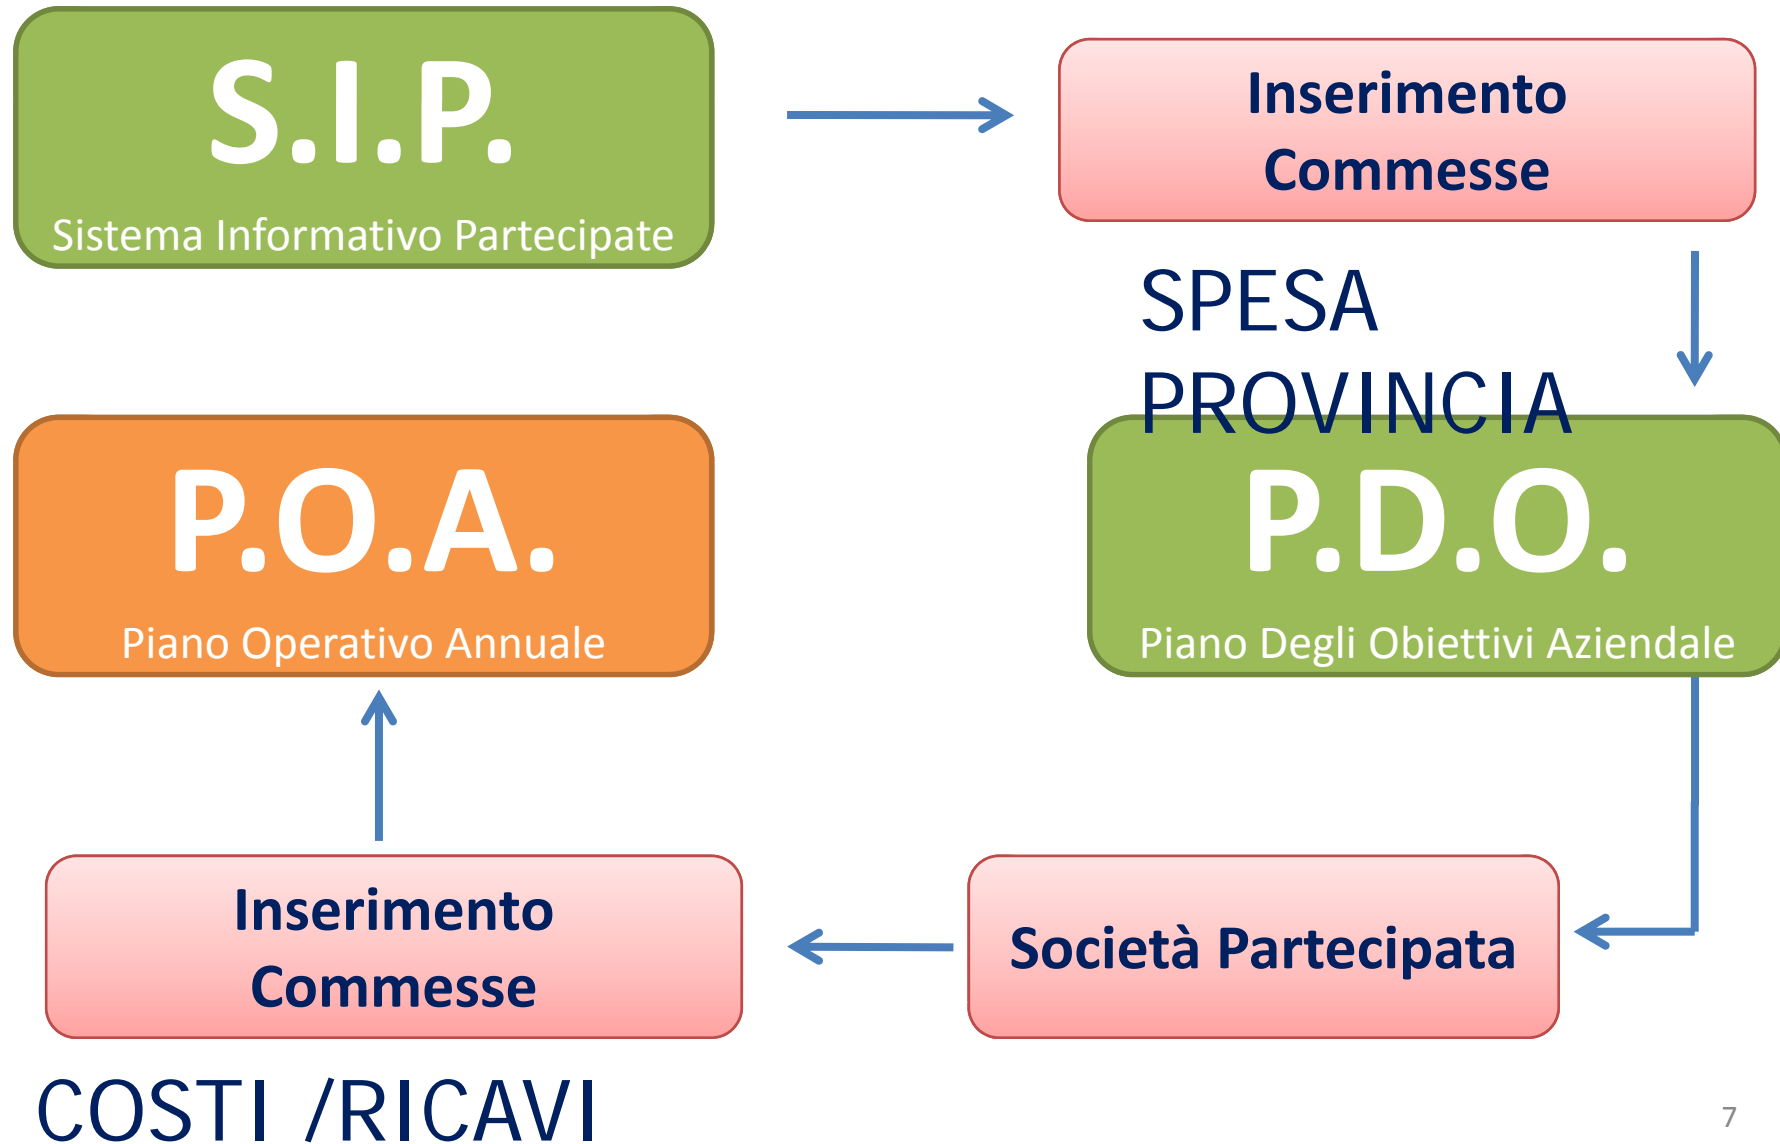 S.I.P.
Sistema Informativo Partecipate
Inserimento
Commesse
SPESA
PROVINCIA
P.D.O.
Piano Degli Obiettivi Aziendale
P.O.A.
Piano Operativo Annuale
Società Partecipata
Inserimento
Commesse
COSTI /RICAVI
7